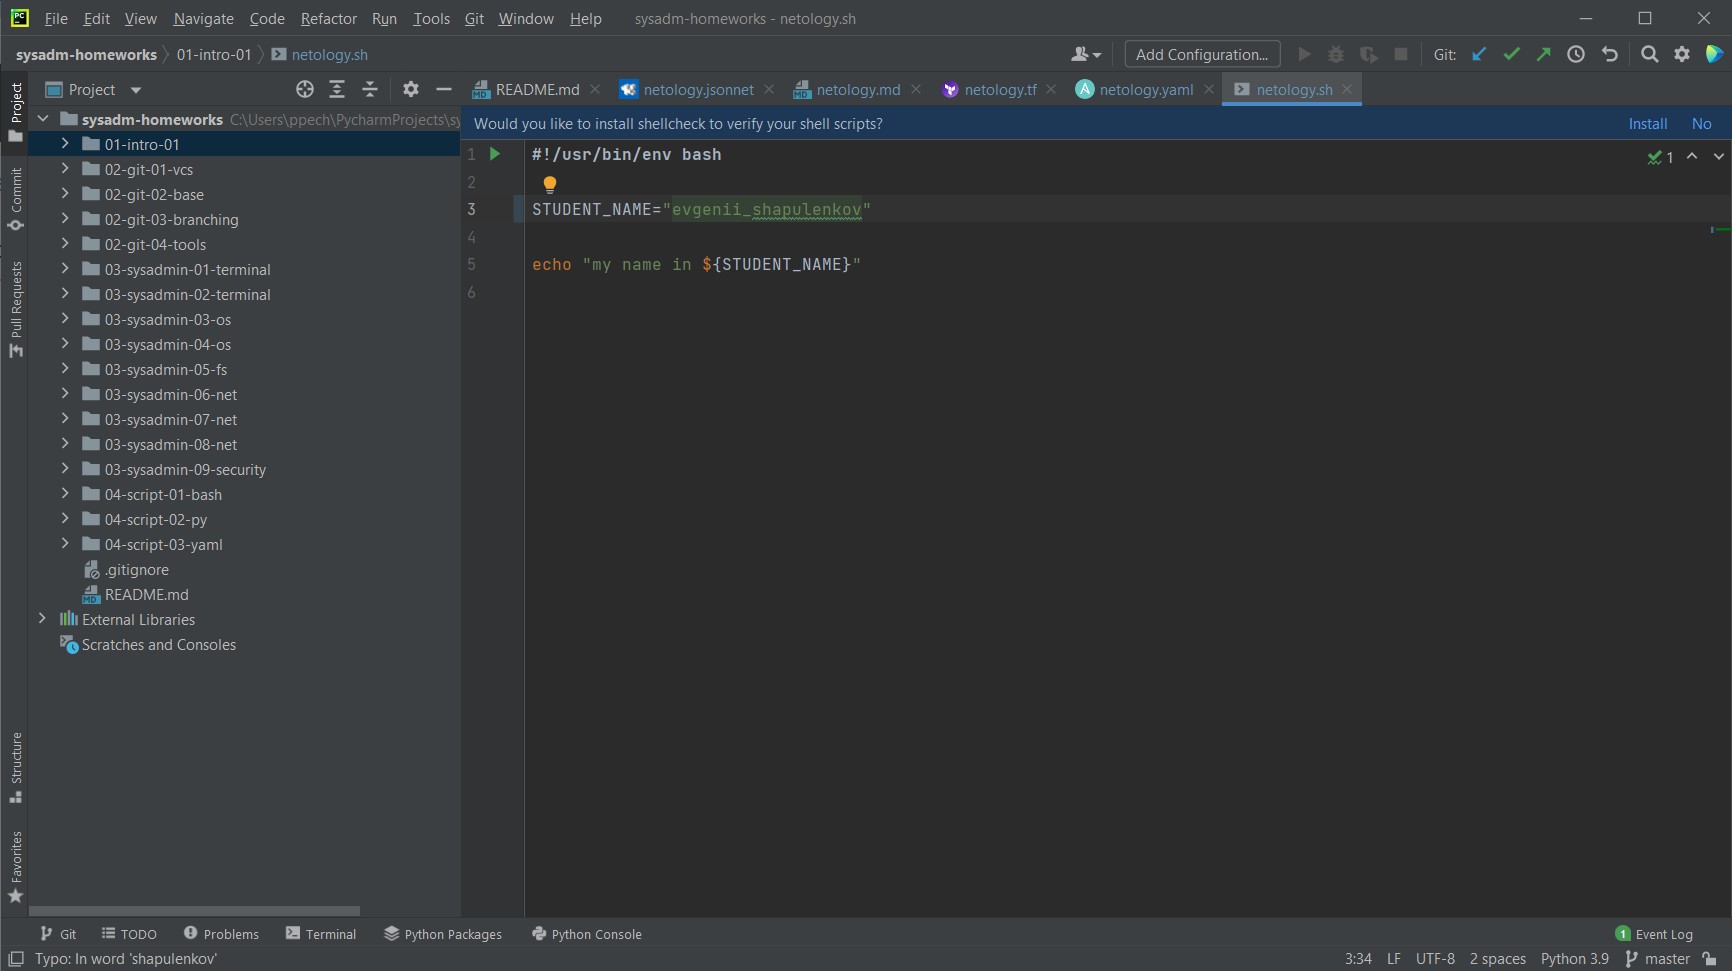 PC File Edit View Navigate Code Refactor Run Tools Git Window Help sysadm-homeworks - netology.sh
sysadm-homeworks 01-intro-01 netology.sh Add Configuration... Git:
Project README.md netology.jsonnet netology.md netology.tf netology.yaml netology.sh
Would you like to install shellcheck to verify your shell scripts? Install No
Project
Commit
Pull Requests
Structure
Favorites
sysadm-homeworks C:\Users\ppech\PycharmProjects\sy
01-intro-01
02-git-01-vcs
02-git-02-base
02-git-03-branching
02-git-04-tools
03-sysadmin-01-terminal
03-sysadmin-02-terminal
03-sysadmin-03-os
03-sysadmin-04-os
03-sysadmin-05-fs
03-sysadmin-06-net
03-sysadmin-07-net
03-sysadmin-08-net
03-sysadmin-09-security
04-script-01-bash
04-script-02-py
04-script-03-yaml
.gitignore
README.md
External Libraries
Scratches and Consoles
1 #!/usr/bin/env bash 1
2
3 STUDENT_NAME="evgenii_shapulenkov"
4
5 echo "my name in ${STUDENT_NAME}"
6
Git TODO Problems Terminal Python Packages Python Console 1 Event Log
Typo: In word 'shapulenkov' 3:34 LF UTF-8 2 spaces Python 3.9 master